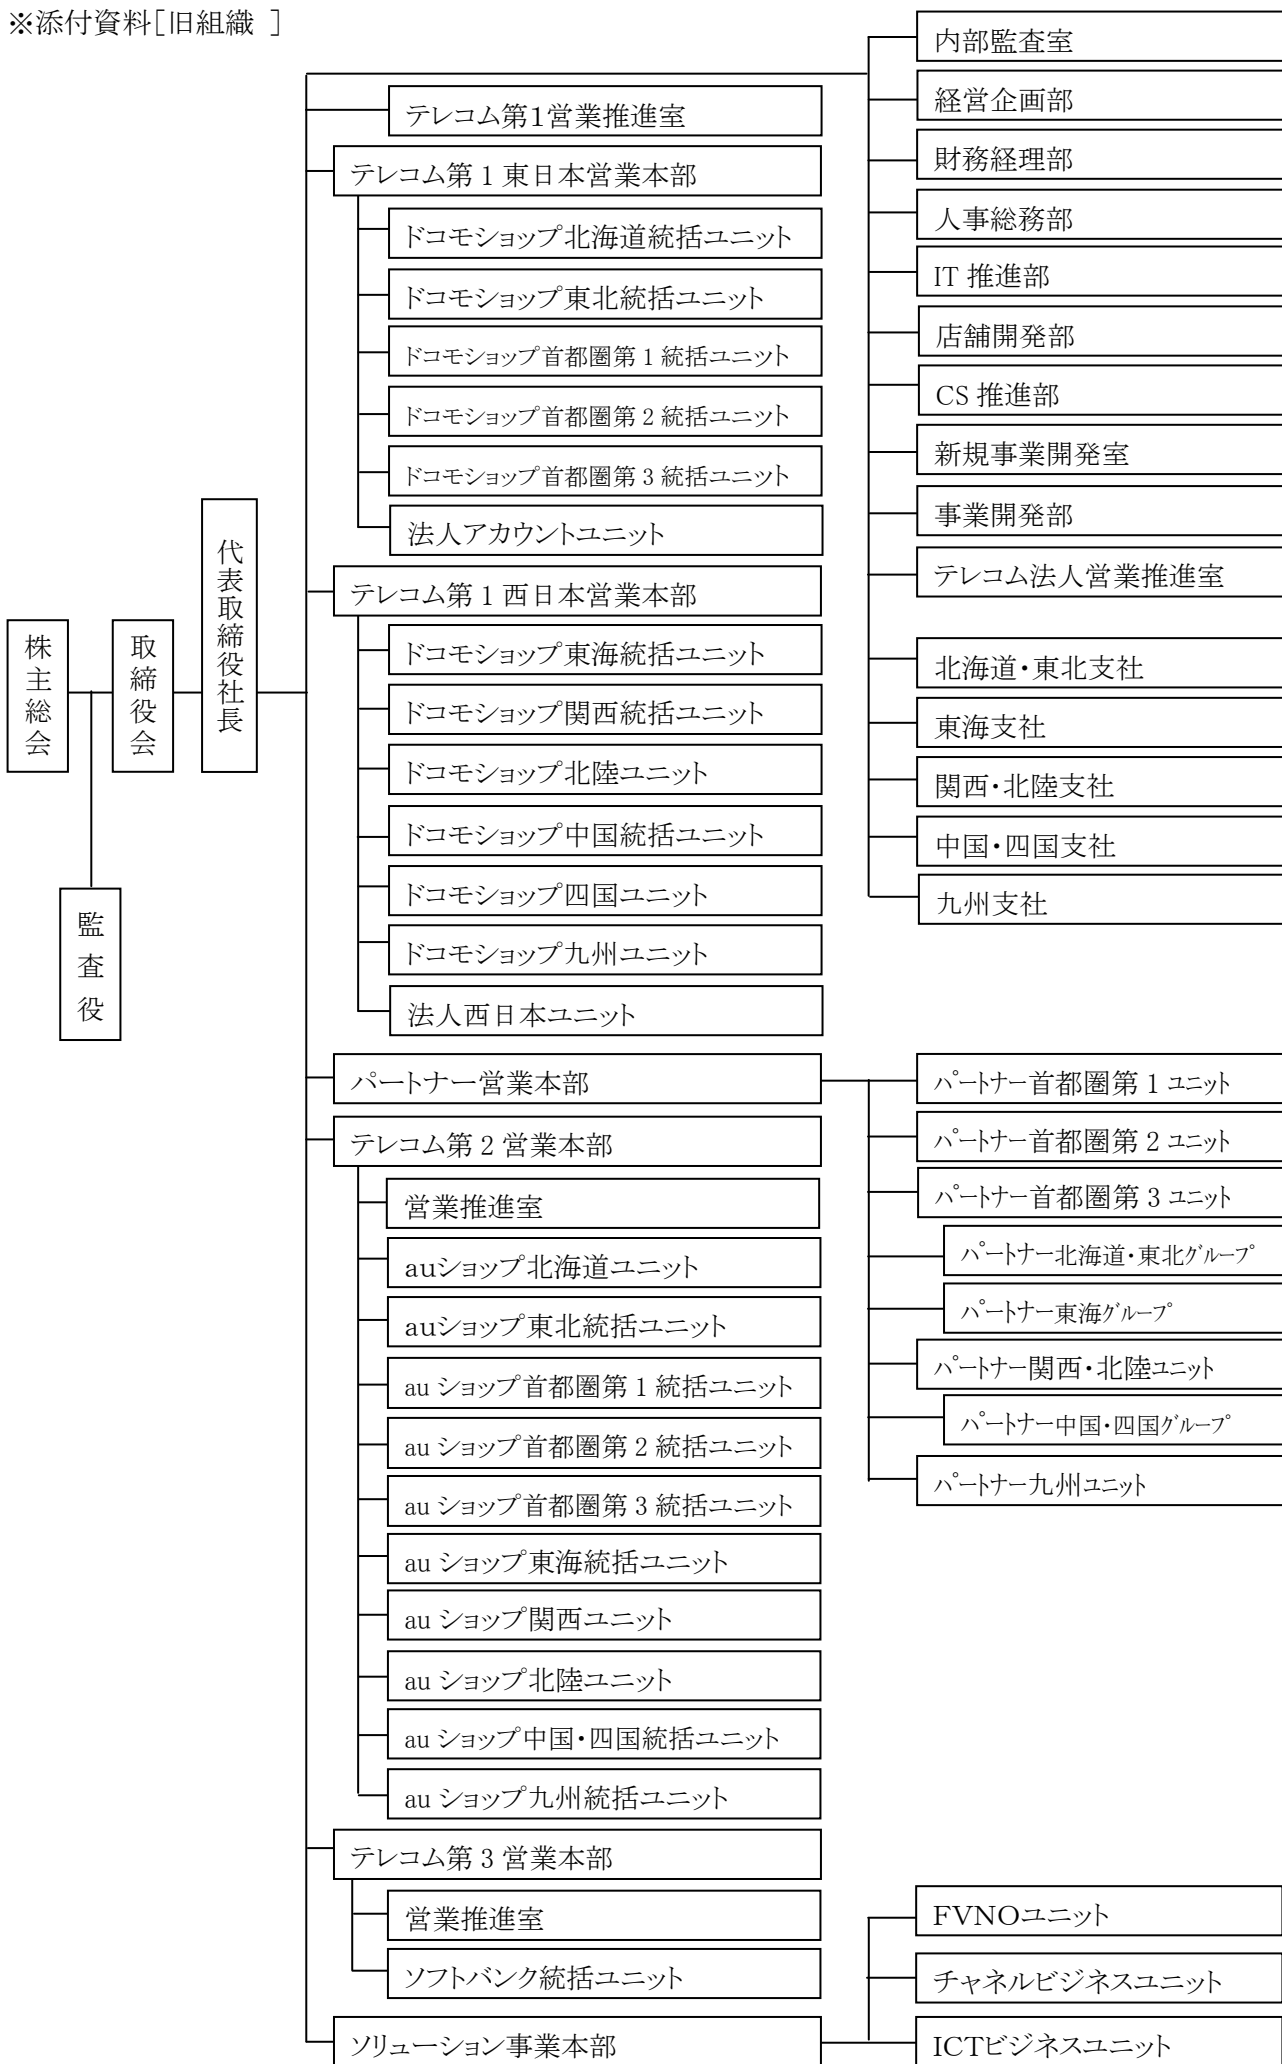 ※添付資料[旧組織 ]
株主総会
取締役会
代表取締役社長
監査役
テレコム第1営業推進室
テレコム第 1 東日本営業本部
ドコモショップ北海道統括ユニット
ドコモショップ東北統括ユニット
ドコモショップ首都圏第 1 統括ユニット
ドコモショップ首都圏第 2 統括ユニット
ドコモショップ首都圏第 3 統括ユニット
法人アカウントユニット
テレコム第 1 西日本営業本部
ドコモショップ東海統括ユニット
ドコモショップ関西統括ユニット
ドコモショップ北陸ユニット
ドコモショップ中国統括ユニット
ドコモショップ四国ユニット
ドコモショップ九州ユニット
法人西日本ユニット
パートナー営業本部
テレコム第 2 営業本部
営業推進室
auショップ北海道ユニット
auショップ東北統括ユニット
au ショップ首都圏第 1 統括ユニット
au ショップ首都圏第 2 統括ユニット
au ショップ首都圏第 3 統括ユニット
au ショップ東海統括ユニット
au ショップ関西ユニット
au ショップ北陸ユニット
au ショップ中国・四国統括ユニット
au ショップ九州統括ユニット
テレコム第 3 営業本部
営業推進室
ソフトバンク統括ユニット
ソリューション事業本部
内部監査室
経営企画部
財務経理部
人事総務部
IT 推進部
店舗開発部
CS 推進部
新規事業開発室
事業開発部
テレコム法人営業推進室
北海道・東北支社
東海支社
関西・北陸支社
中国・四国支社
九州支社
パートナー首都圏第 1 ユニット
パートナー首都圏第 2 ユニット
パートナー首都圏第 3 ユニット
パートナー北海道・東北グループ
パートナー東海グループ
パートナー関西・北陸ユニット
パートナー中国・四国グループ
パートナー九州ユニット
FVNOユニット
チャネルビジネスユニット
ICTビジネスユニット